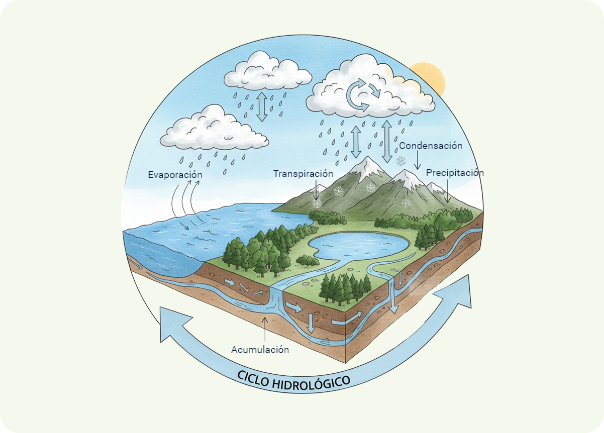 Condensación
Evaporación
Transpiración
Precipitación
Acumulación
CICLO HIDROLÓGICO